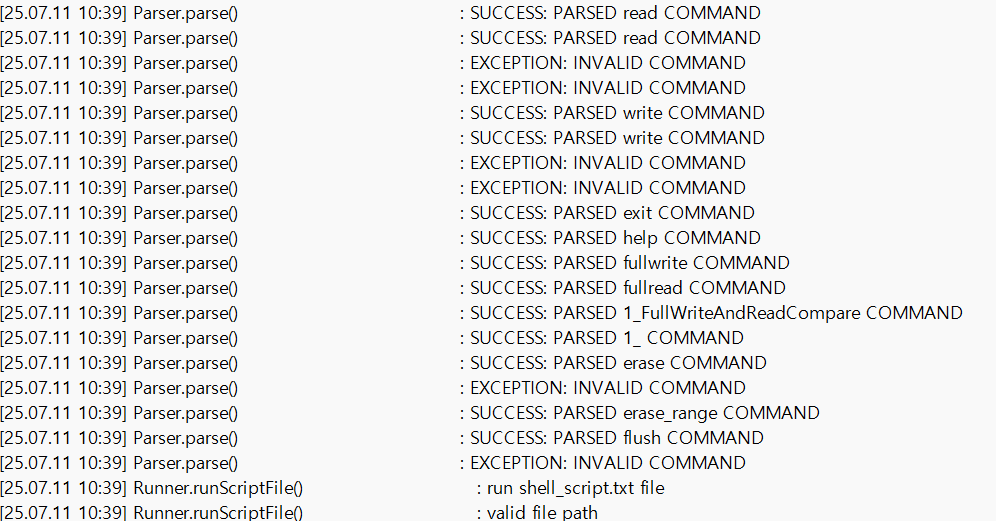 [25.07.11 10:39] Parser.parse() : SUCCESS: PARSED read COMMAND
[25.07.11 10:39] Parser.parse() : SUCCESS: PARSED read COMMAND
[25.07.11 10:39] Parser.parse() : EXCEPTION: INVALID COMMAND
[25.07.11 10:39] Parser.parse() : EXCEPTION: INVALID COMMAND
[25.07.11 10:39] Parser.parse() : SUCCESS: PARSED write COMMAND
[25.07.11 10:39] Parser.parse() : SUCCESS: PARSED write COMMAND
[25.07.11 10:39] Parser.parse() : EXCEPTION: INVALID COMMAND
[25.07.11 10:39] Parser.parse() : EXCEPTION: INVALID COMMAND
[25.07.11 10:39] Parser.parse() : SUCCESS: PARSED exit COMMAND
[25.07.11 10:39] Parser.parse() : SUCCESS: PARSED help COMMAND
[25.07.11 10:39] Parser.parse() : SUCCESS: PARSED fullwrite COMMAND
[25.07.11 10:39] Parser.parse() : SUCCESS: PARSED fullread COMMAND
[25.07.11 10:39] Parser.parse() : SUCCESS: PARSED 1_FullWriteAndReadCompare COMMAND
[25.07.11 10:39] Parser.parse() : SUCCESS: PARSED 1_ COMMAND
[25.07.11 10:39] Parser.parse() : SUCCESS: PARSED erase COMMAND
[25.07.11 10:39] Parser.parse() : EXCEPTION: INVALID COMMAND
[25.07.11 10:39] Parser.parse() : SUCCESS: PARSED erase_range COMMAND
[25.07.11 10:39] Parser.parse() : SUCCESS: PARSED flush COMMAND
[25.07.11 10:39] Parser.parse() : EXCEPTION: INVALID COMMAND
[25.07.11 10:39] Runner.runScriptFile() : run shell_script.txt file
[25.07.11 10:39] Runner.runScriptFile() : valid file path